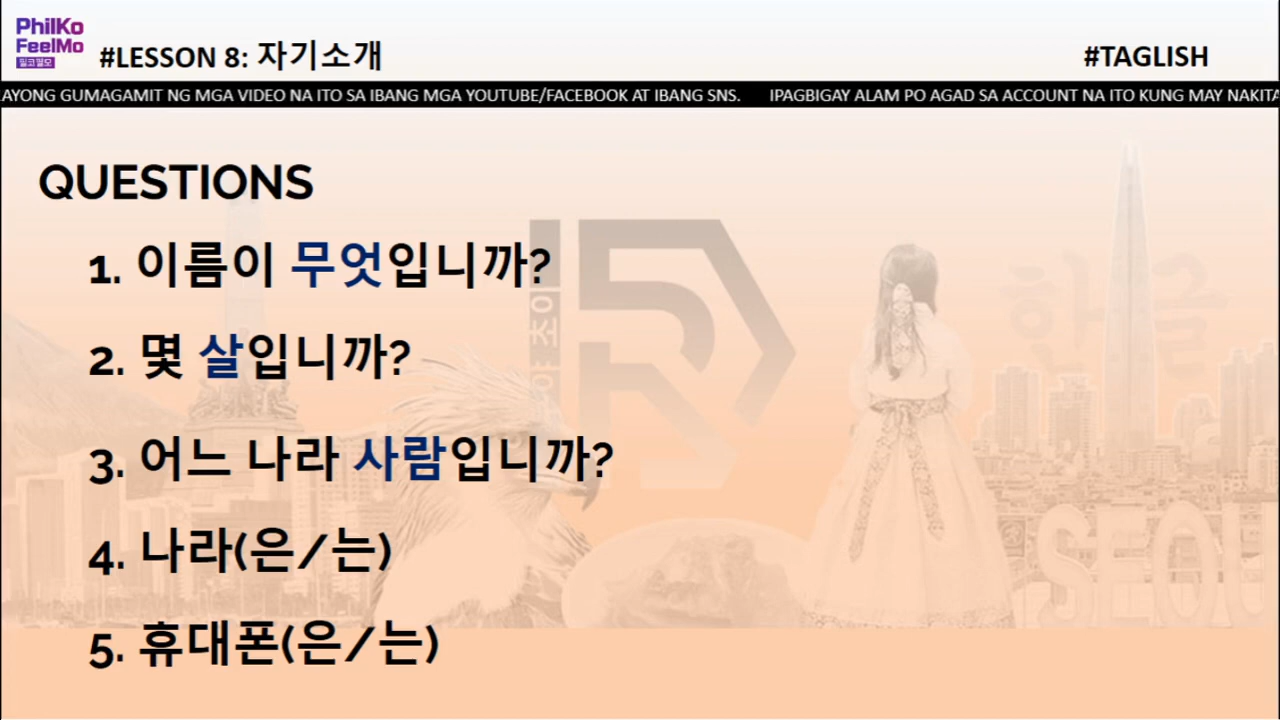 PhilKo
FeelMo
필코필모
#LESSON 8: 자기소개
#TAGLISH
AYONG GUMAGAMIT NG MGA VIDEO NA ITO SA IBANG MGA YOUTUBE/FACEBOOK AT IBANG SNS. IPAGBIGAY ALAM PO AGAD SA ACCOUNT NA ITO KUNG MAY NAKITA
QUESTIONS
1. 이름이 무엇입니까?
2. 몇 살입니까?
3. 어느 나라 사람입니까?
4. 나라(은/는)
5. 휴대폰(은/는)
한글
SEOU